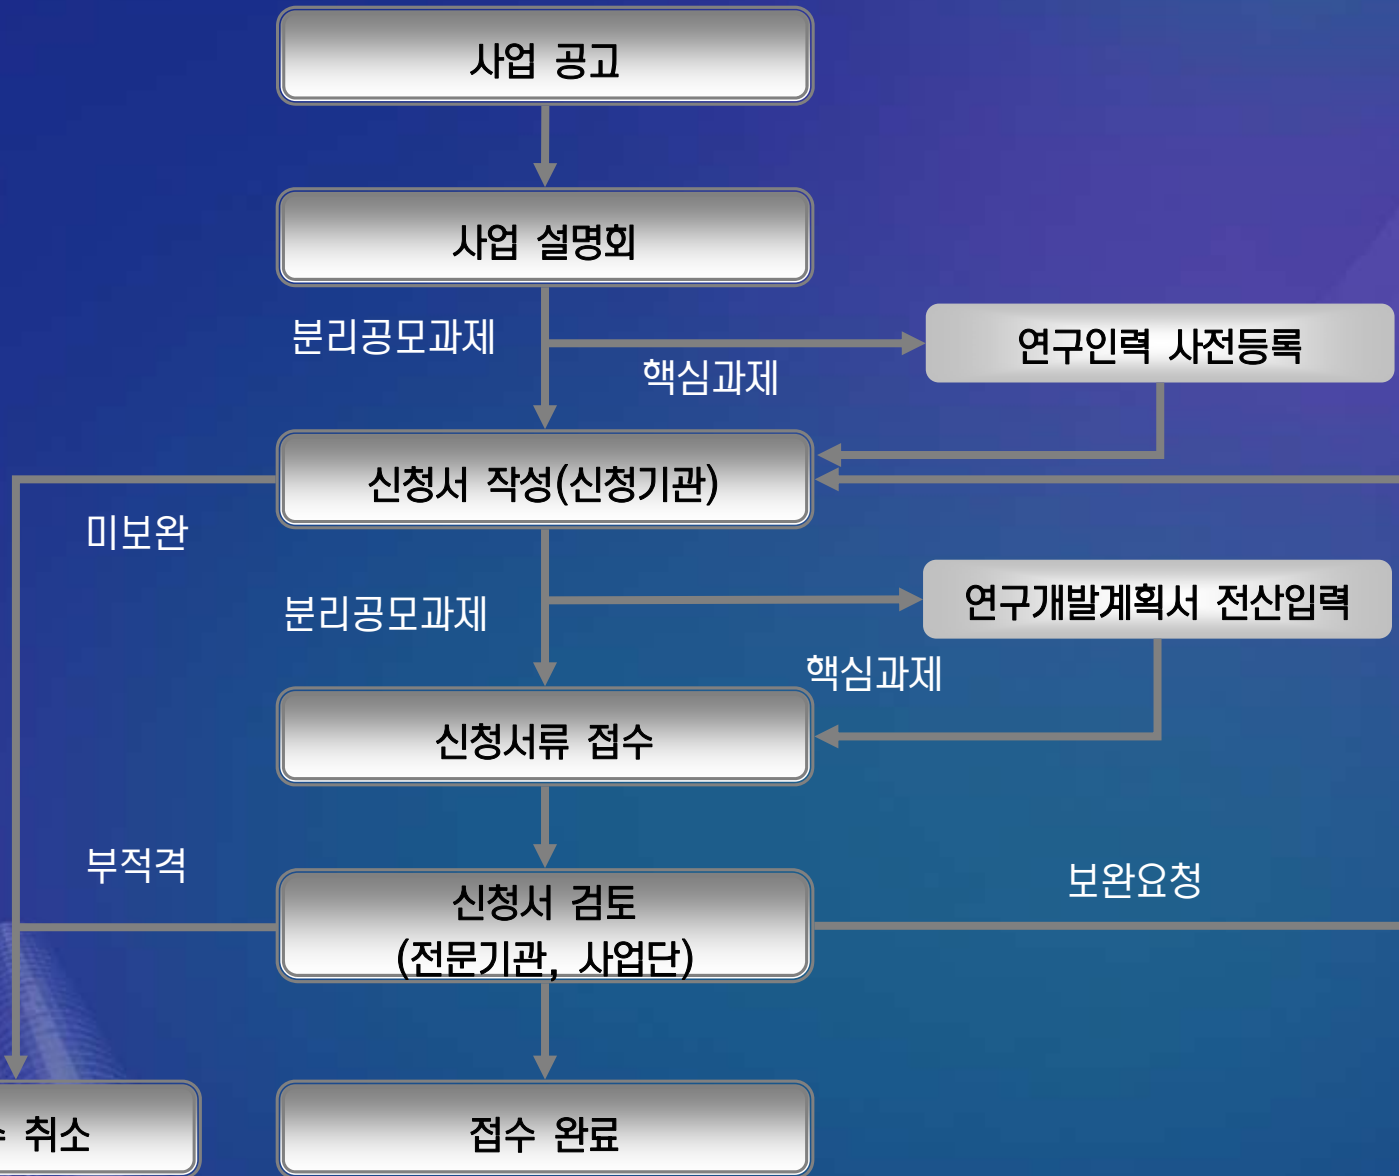 사업 공고
사업 설명회
분리공모과제
연구인력 사전등록
핵심과제
신청서 작성(신청기관)
미보완
분리공모과제
연구개발계획서 전산입력
핵심과제
신청서류 접수
부적격
신청서 검토
(전문기관, 사업단)
보완요청
취소
접수 완료